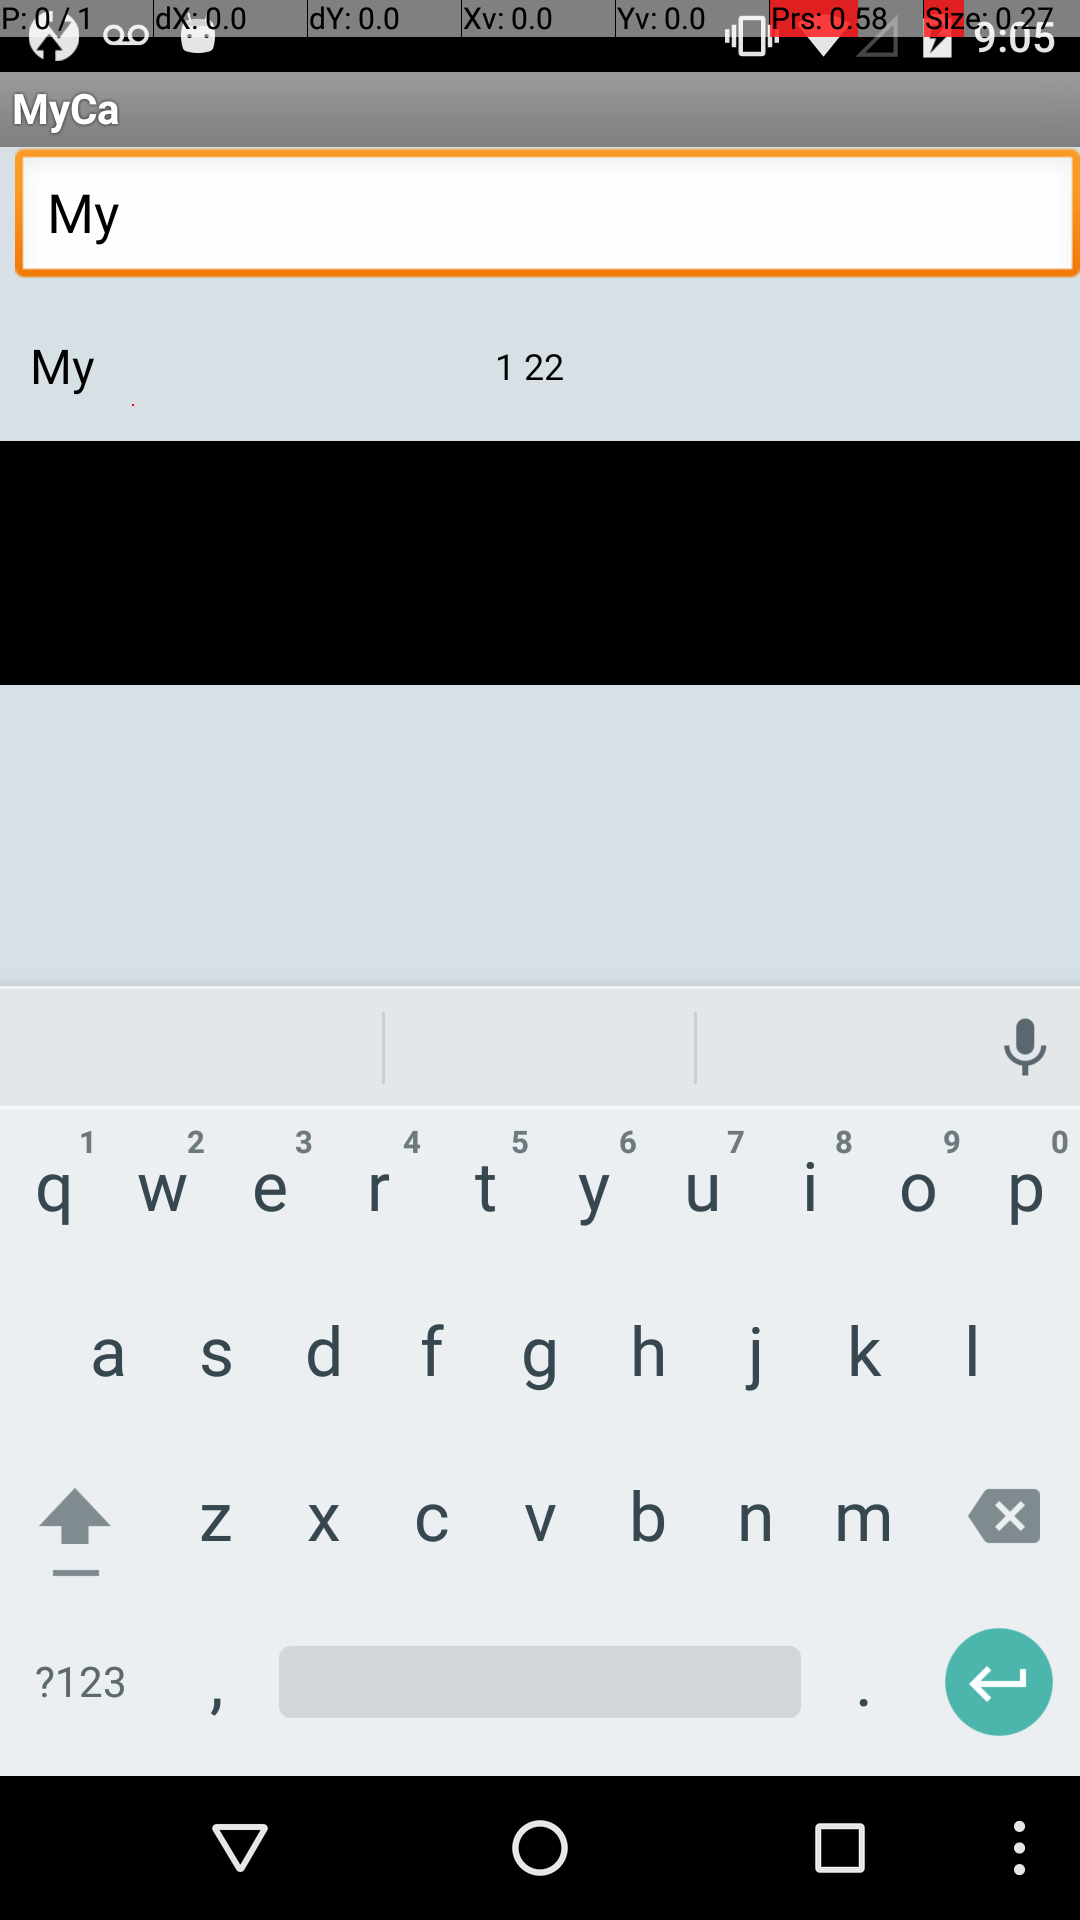 P: 0 / 1 dX: 0.0 dY: 0.0 Xv: 0.0 Yv: 0.0 Prs: 0.58 Size: 0.27
9:05
MyCa
My
My 1 22
1 2 3 4 5 6 7 8 9 0
q w e r t y u i o p
a s d f g h j k l
z x c v b n m
?123 , .